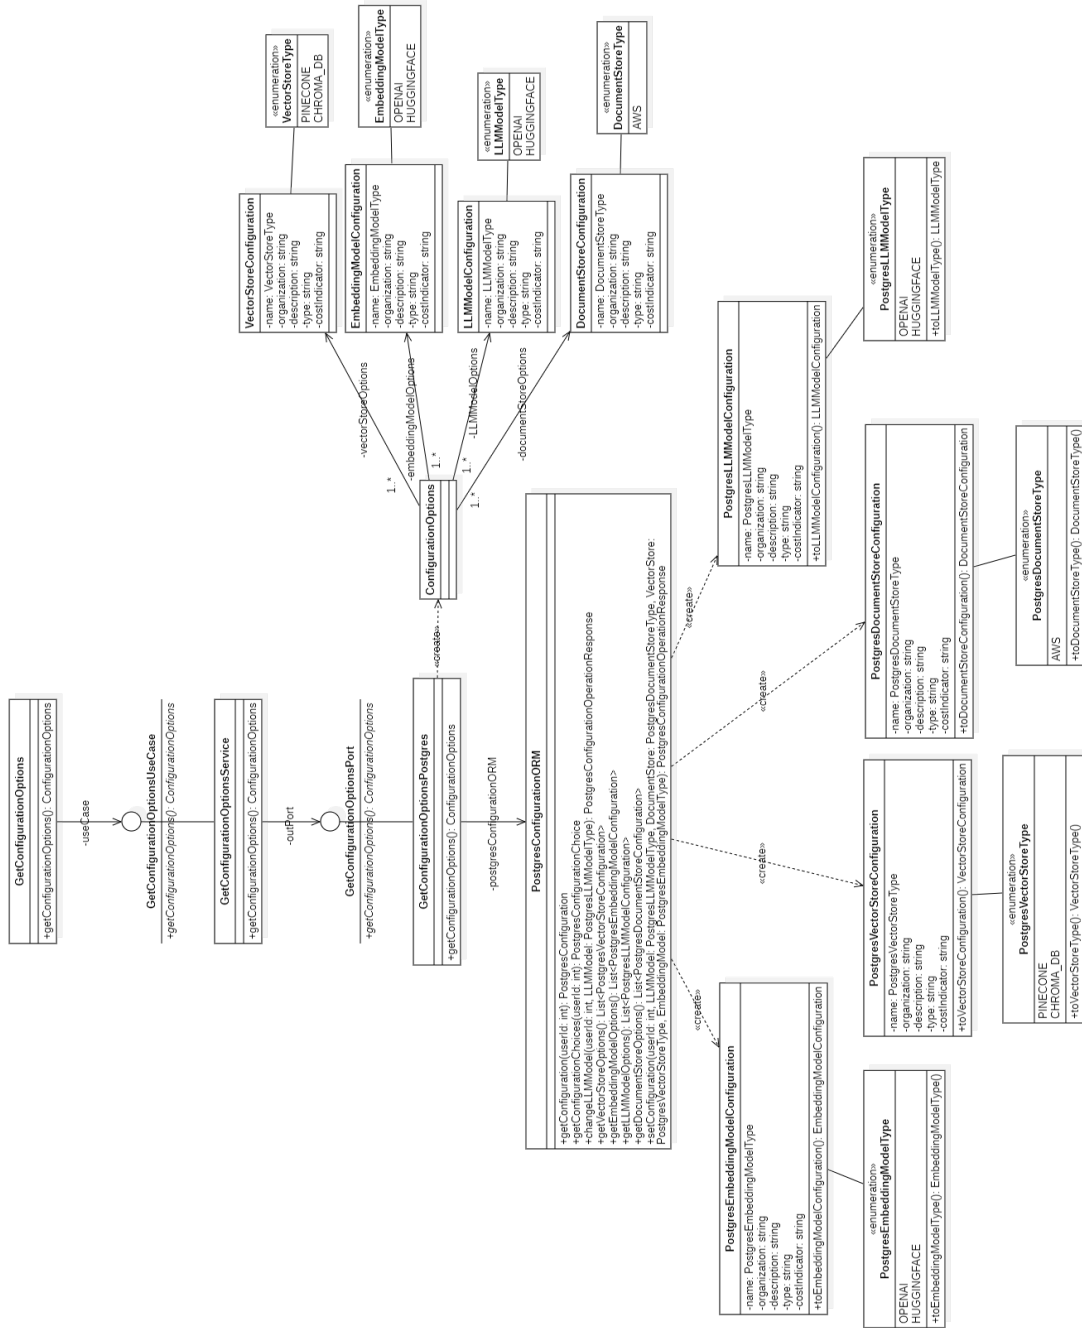 GetConfigurationOptions
+getConfigurationOptions(): ConfigurationOptions
-useCase
GetConfigurationOptionsUseCase
+getConfigurationOptions(): ConfigurationOptions
GetConfigurationOptionsService
+getConfigurationOptions(): ConfigurationOptions
-outPort
GetConfigurationOptionsPort
+getConfigurationOptions(): ConfigurationOptions
GetConfigurationOptionsPostgres
+getConfigurationOptions(): ConfigurationOptions
«create»
ConfigurationOptions
1..*
-vectorStoreOptions
1..*
-embeddingModelOptions
1..*
-LLMModelOptions
1..*
-documentStoreOptions
VectorStoreConfiguration
-name: VectorStoreType
-organization: string
-description: string
-type: string
-costIndicator: string
«enumeration»
VectorStoreType
PINECONE
CHROMA_DB
EmbeddingModelConfiguration
-name: EmbeddingModelType
-organization: string
-description: string
-type: string
-costIndicator: string
«enumeration»
EmbeddingModelType
OPENAI
HUGGINGFACE
LLMModelConfiguration
-name: LLMModelType
-organization: string
-description: string
-type: string
-costIndicator: string
«enumeration»
LLMModelType
OPENAI
HUGGINGFACE
DocumentStoreConfiguration
-name: DocumentStoreType
-organization: string
-description: string
-type: string
-costIndicator: string
«enumeration»
DocumentStoreType
AWS
-postgresConfigurationORM
PostgresConfigurationORM
+getConfiguration(userId: int): PostgresConfiguration
+getConfigurationChoices(userId: int): PostgresConfigurationChoice
+changeLLMModel(userId: int, LLMModel: PostgresLLMModelType): PostgresConfigurationOperationResponse
+getVectorStoreOptions(): List<PostgresVectorStoreConfiguration>
+getEmbeddingModelOptions(): List<PostgresEmbeddingModelConfiguration>
+getLLMModelOptions(): List<PostgresLLMModelConfiguration>
+getDocumentStoreOptions(): List<PostgresDocumentStoreConfiguration>
+setConfiguration(userId: int, LLModel: PostgresLLMModelType, DocumentStore: PostgresDocumentStoreType, VectorStore:
PostgresVectorStoreType, EmbeddingModel: PostgresEmbeddingModelType): PostgresConfigurationOperationResponse
«create»
«create»
«create»
«create»
PostgresEmbeddingModelConfiguration
-name: PostgresEmbeddingModelType
-organization: string
-description: string
-type: string
-costIndicator: string
+toEmbeddingModelConfiguration(): EmbeddingModelConfiguration
«enumeration»
PostgresEmbeddingModelType
OPENAI
HUGGINGFACE
+toEmbeddingModelType(): EmbeddingModelType()
PostgresVectorStoreConfiguration
-name: PostgresVectorStoreType
-organization: string
-description: string
-type: string
-costIndicator: string
+toVectorStoreConfiguration(): VectorStoreConfiguration
«enumeration»
PostgresVectorStoreType
PINECONE
CHROMA_DB
+toVectorStoreType(): VectorStoreType()
PostgresDocumentStoreConfiguration
-name: PostgresDocumentStoreType
-organization: string
-description: string
-type: string
-costIndicator: string
+toDocumentStoreConfiguration(): DocumentStoreConfiguration
«enumeration»
PostgresDocumentStoreType
AWS
+toDocumentStoreType(): DocumentStoreType()
PostgresLLMModelConfiguration
-name: PostgresLLMModelType
-organization: string
-description: string
-type: string
-costIndicator: string
+toLLMModelConfiguration(): LLMModelConfiguration
«enumeration»
PostgresLLMModelType
OPENAI
HUGGINGFACE
+toLLMModelType(): LLMModelType